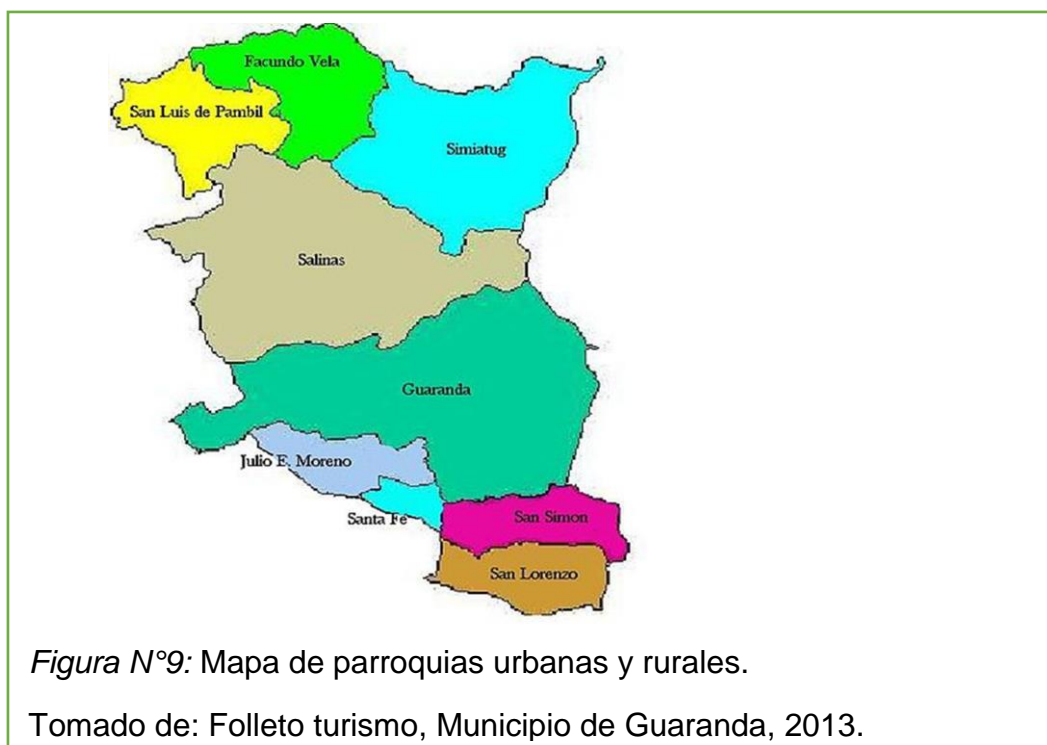 Facundo Vela
San Luis de Pambil
Simiatug
Salinas
Guaranda
Julio E. Moreno
Santa Fe
San Simon
San Lorenzo
Figura N°9: Mapa de parroquias urbanas y rurales.
Tomado de: Folleto turismo, Municipio de Guaranda, 2013.